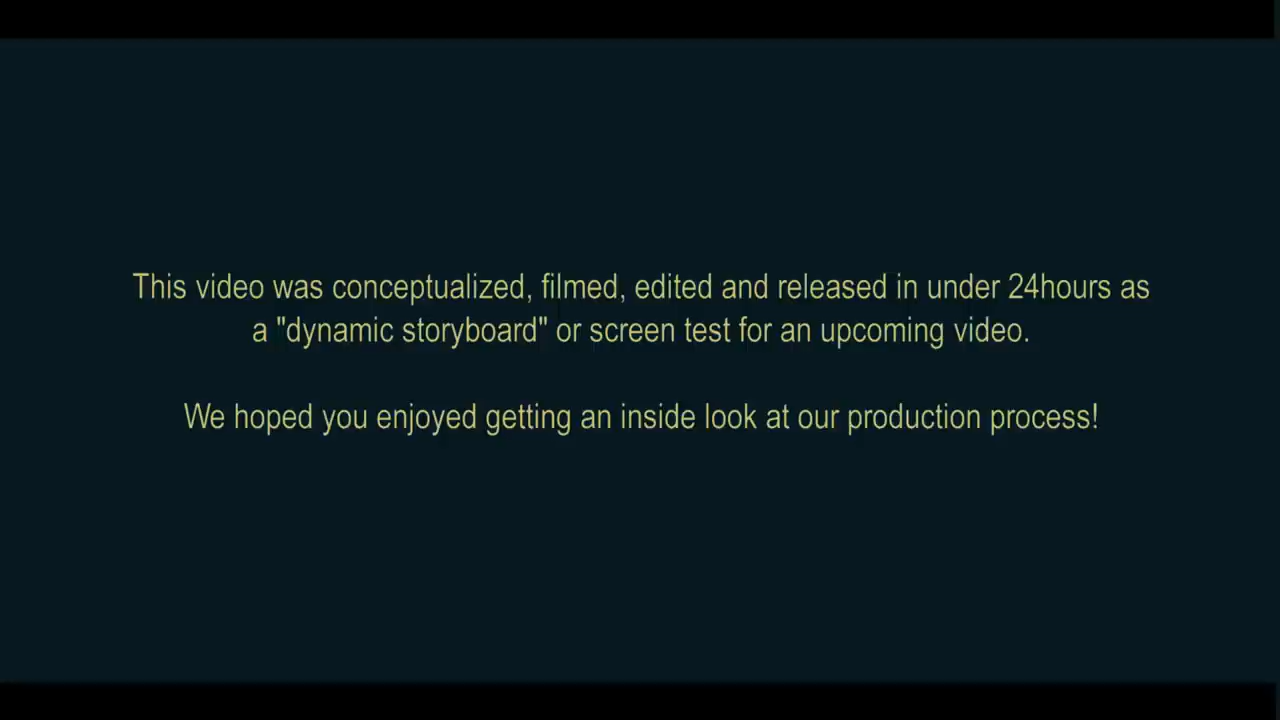 This video was conceptualized, filmed, edited and released in under 24hours as
a "dynamic storyboard" or screen test for an upcoming video.
We hoped you enjoyed getting an inside look at our production process!